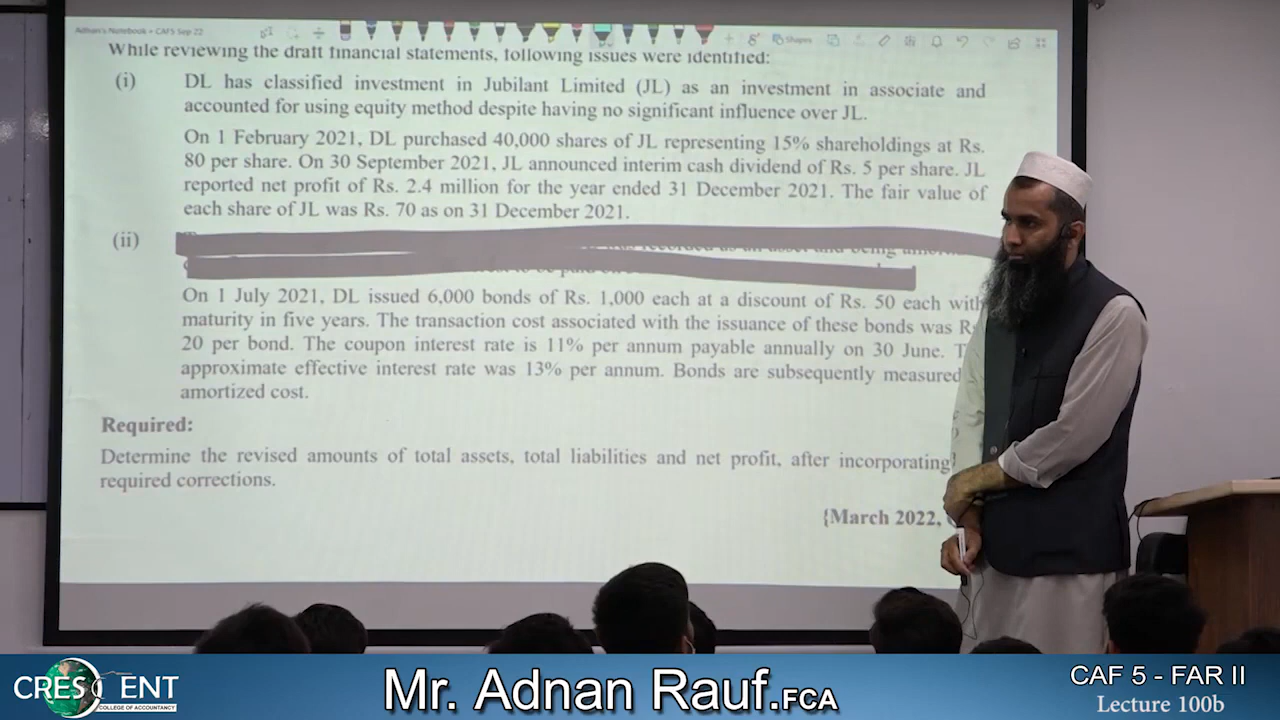 Adnan's Notebook > CAF5 Sep 22
Shapes
While reviewing the draft financial statements, following issues were identified:
(i) DL has classified investment in Jubilant Limited (JL) as an investment in associate and
accounted for using equity method despite having no significant influence over JL.
On 1 February 2021, DL purchased 40,000 shares of JL representing 15% shareholdings at Rs.
80 per share. On 30 September 2021, JL announced interim cash dividend of Rs. 5 per share. JL
reported net profit of Rs. 2.4 million for the year ended 31 December 2021. The fair value of
each share of JL was Rs. 70 as on 31 December 2021.
(ii)
On 1 July 2021, DL issued 6,000 bonds of Rs. 1,000 each at a discount of Rs. 50 each with
maturity in five years. The transaction cost associated with the issuance of these bonds was
20 per bond. The coupon interest rate is 11% per annum payable annually on 30 June.
approximate effective interest rate was 13% per annum. Bonds are subsequently measured
amortized cost.
Required:
Determine the revised amounts of total assets, total liabilities and net profit, after incorporating
required corrections.
{March 2022,
CRESCENT
COLLEGE OF ACCOUNTANCY
Mr. Adnan Rauf.FCA
CAF 5 - FAR II
Lecture 100b